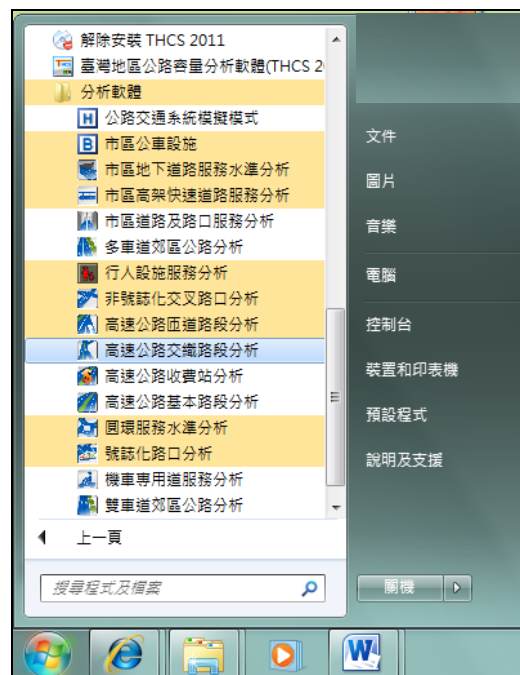 解除安裝 THCS 2011
臺灣地區公路容量分析軟體(THCS 2
分析軟體
公路交通系統模擬模式
市區公車設施
市區地下道路服務水準分析
市區高架快速道路服務分析
市區道路及路口服務分析
多車道郊區公路分析
行人設施服務分析
非號誌化交叉路口分析
高速公路匝道路段分析
高速公路交織路段分析
高速公路收費站分析
高速公路基本路段分析
圓環服務水準分析
號誌化路口分析
機車專用道服務分析
雙車道郊區公路分析
上一頁
搜尋程式及檔案
文件
圖片
音樂
電腦
控制台
裝置和印表機
預設程式
說明及支援
關機